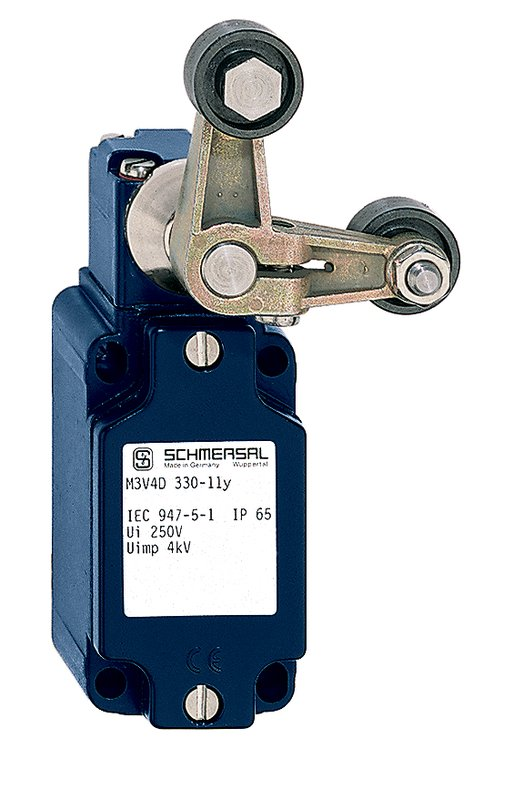 SCHMERSAL
Made in Germany Wuppertal
M3V4D 330-11y
IEC 947-5-1 IP 65
Ui 250V
Uimp 4kV
CE